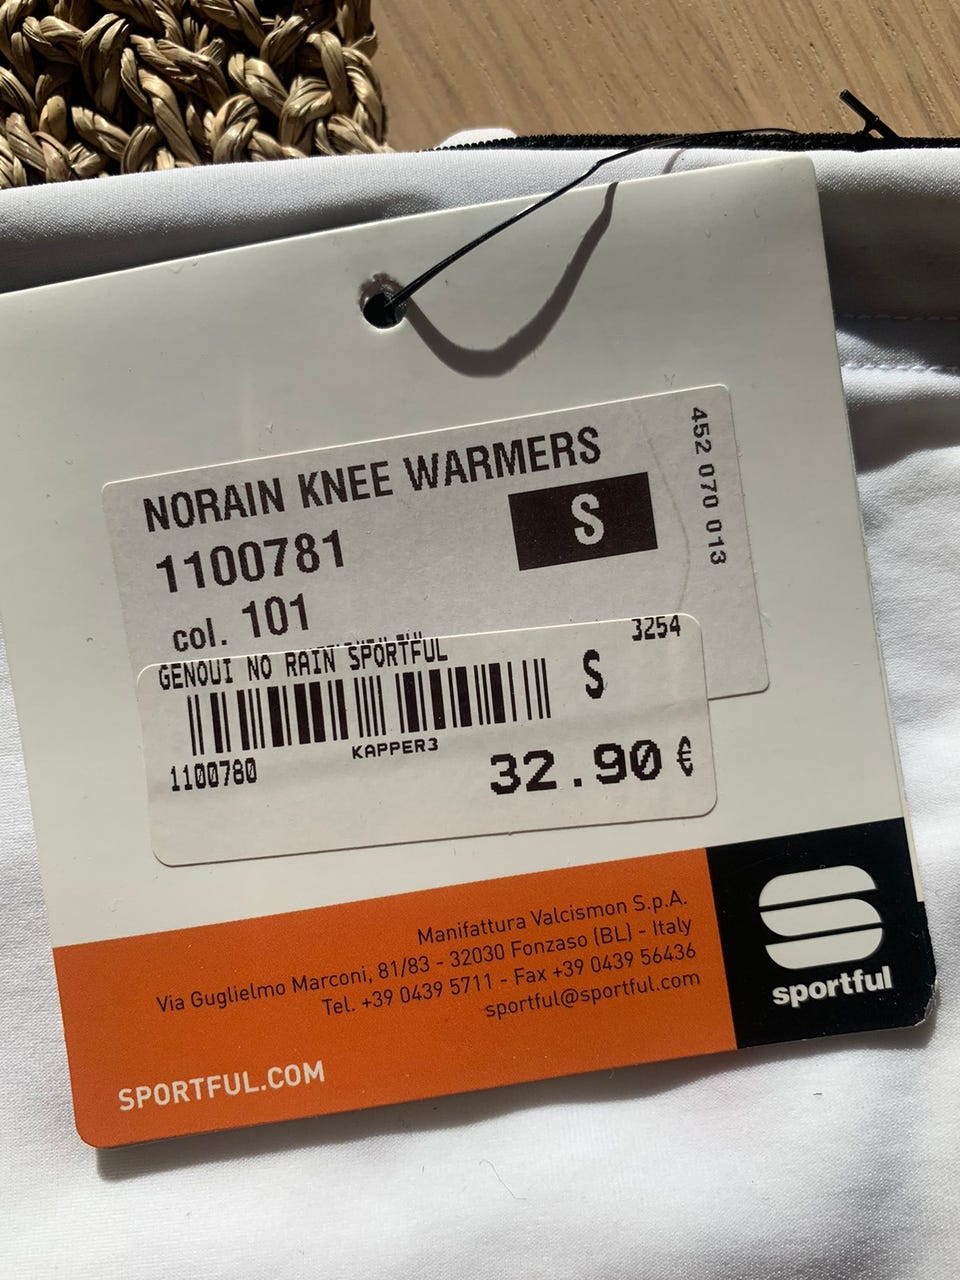 NORAIN KNEE WARMERS
1100781
S
col. 101
452 070 013
3254
GENOUI NO RAIN SPORTFUL
S
KAPPER3
1100780
32.90 €
Manifattura Valcismon S.p.A.
Via Guglielmo Marconi, 81/83 - 32030 Fonzaso (BL) - Italy
Tel. +39 0439 5711 - Fax +39 0439 56436
sportful@sportful.com
SPORTFUL.COM
sportful